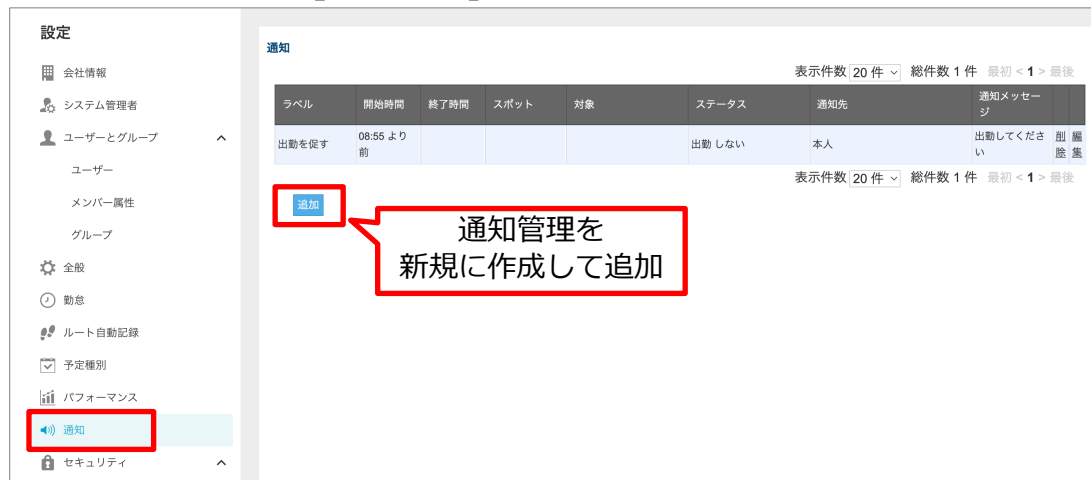 設定
会社情報
システム管理者
ユーザーとグループ
ユーザー
メンバー属性
グループ
全般
勤怠
ルート自動記録
予定種別
パフォーマンス
通知
セキュリティ
通知
表示件数 20 件 総件数 1 件 最初 < 1 > 最後
ラベル 開始時間 終了時間 スポット 対象 ステータス 通知先 通知メッセー
ジ
出勤を促す 08:55 より
前
出勤 しない 本人 出勤してくださ
い
削
除
編
集
表示件数 20 件 総件数 1 件 最初 < 1 > 最後
追加
通知管理を
新規に作成して追加